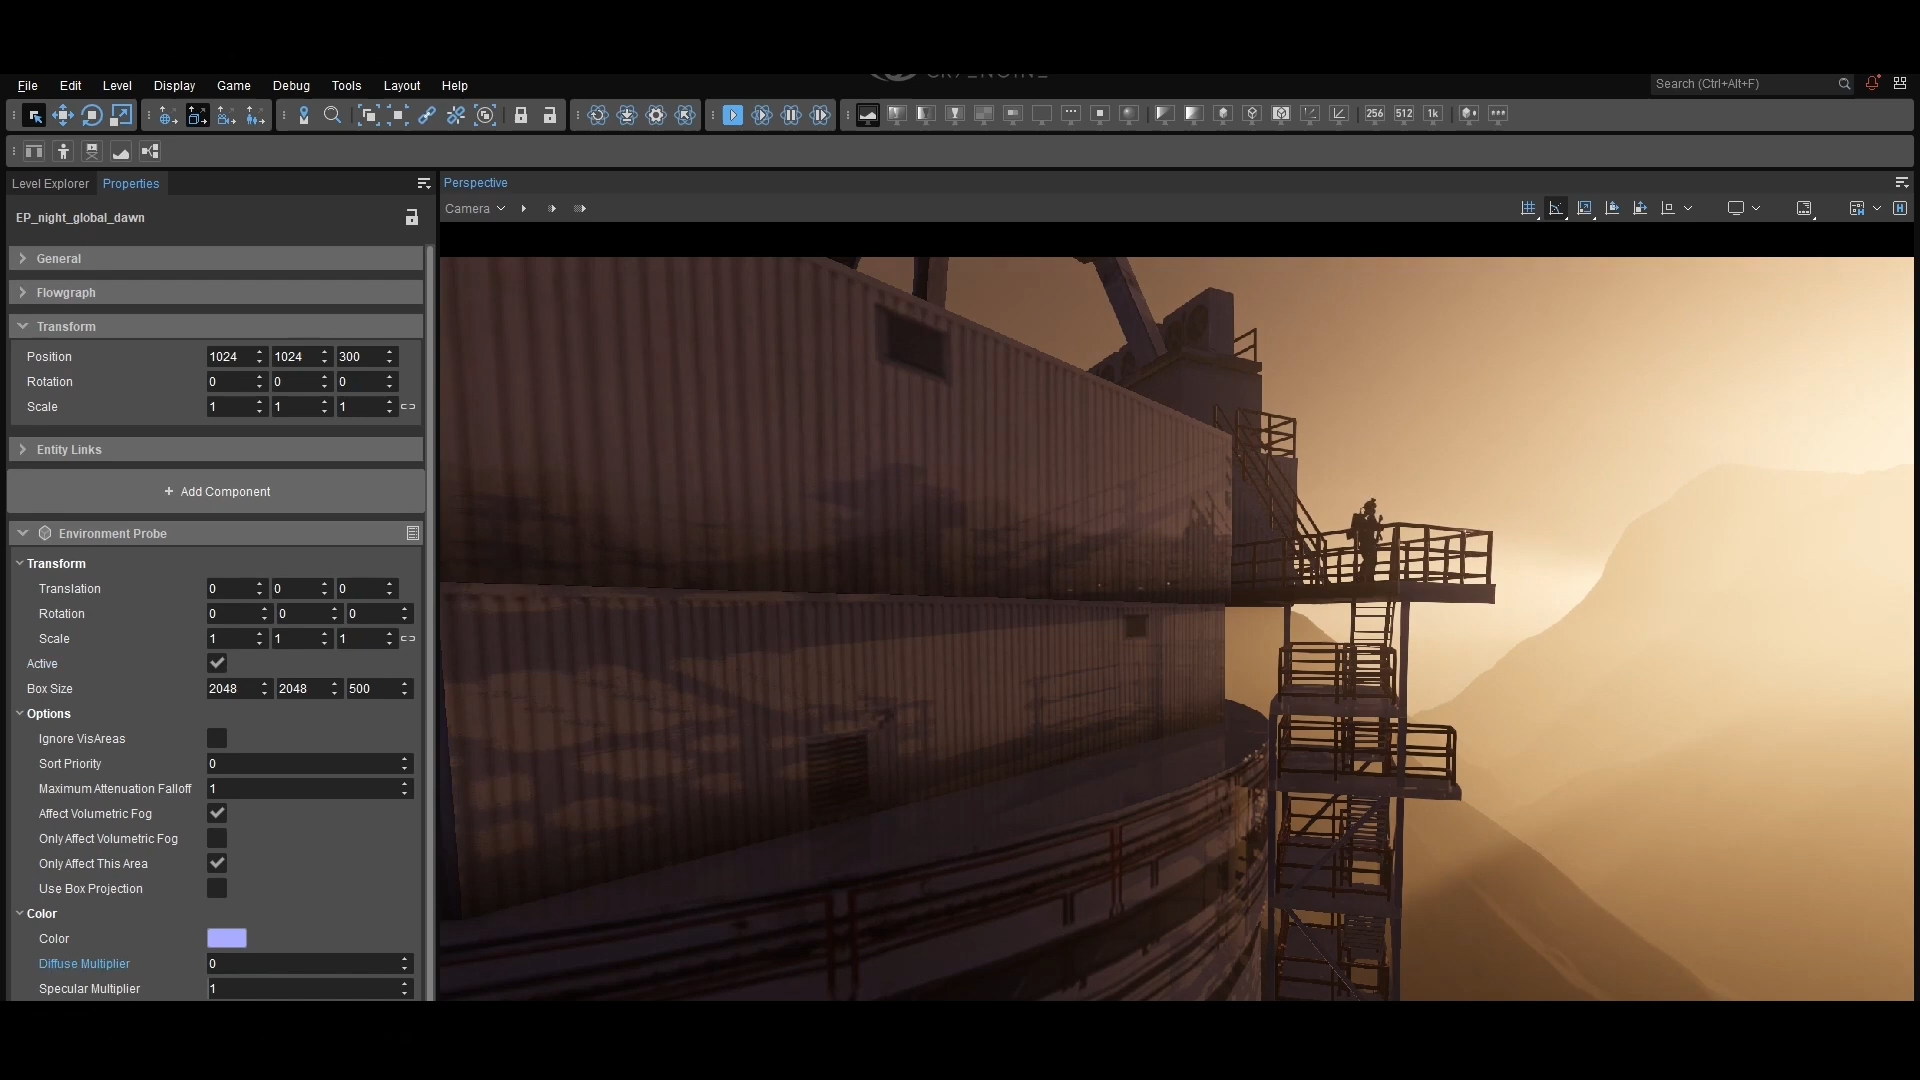 File Edit Level Display Game Debug Tools Layout Help
Search (Ctrl+Alt+F)
256 512 1k
Level Explorer Properties
Perspective
Camera
EP_night_global_dawn
General
Flowgraph
Transform
Position 1024 1024 300
Rotation 0 0 0
Scale 1 1 1
Entity Links
+ Add Component
Environment Probe
Transform
Translation 0 0 0
Rotation 0 0 0
Scale 1 1 1
Active
Box Size 2048 2048 500
Options
Ignore VisAreas
Sort Priority 0
Maximum Attenuation Falloff 1
Affect Volumetric Fog
Only Affect Volumetric Fog
Only Affect This Area
Use Box Projection
Color
Color
Diffuse Multiplier 0
Specular Multiplier 1